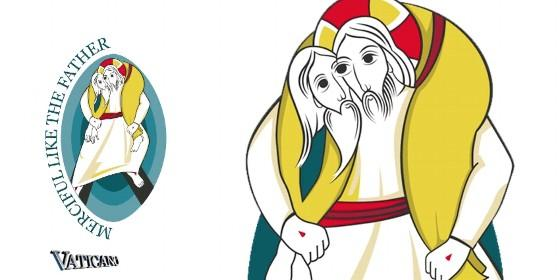 MERCIFUL LIKE THE FATHER
VATICANO